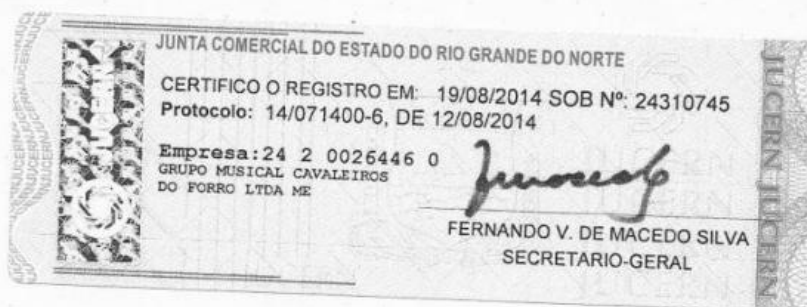 JUNTA COMERCIAL DO ESTADO DO RIO GRANDE DO NORTE
CERTIFICO O REGISTRO EM: 19/08/2014 SOB Nº: 24310745
Protocolo: 14/071400-6, DE 12/08/2014
Empresa:24 2 0026446 0
GRUPO MUSICAL CAVALEIROS
DO FORRO LTDA ME
FERNANDO V. DE MACEDO SILVA
SECRETARIO-GERAL
JUCERN
JUCERN JUCERN